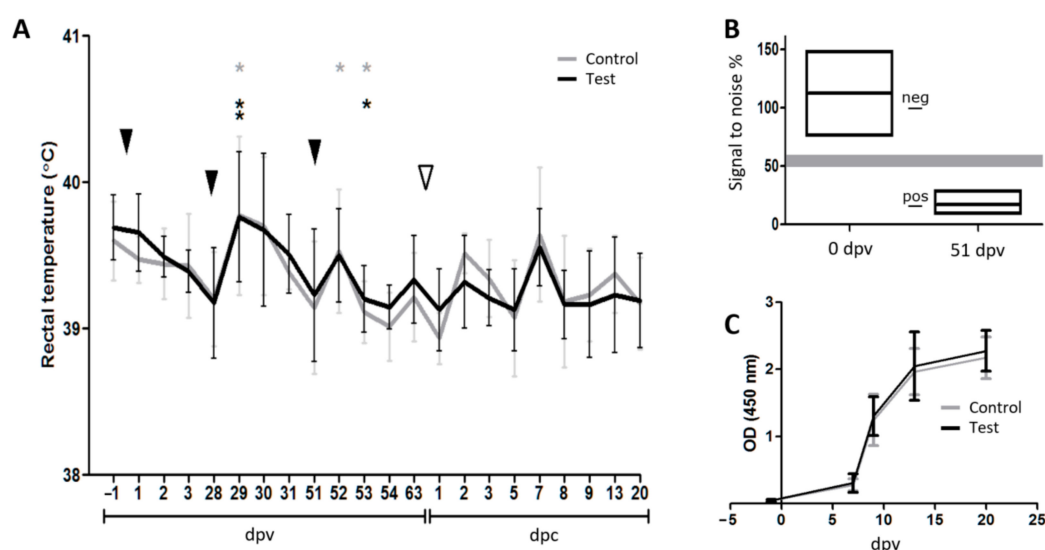 A
41
40
39
38
Rectal temperature (°C)
* * *
* *
*
Control
Test
−1 1 2 3 28 29 30 31 51 52 53 54 63 1 2 3 5 7 8 9 13 20
dpv dpc
B
150
100
50
0
Signal to noise %
neg
pos
0 dpv 51 dpv
C
3
2
1
OD (450 nm)
Control
Test
−5 0 5 10 15 20 25
dpv